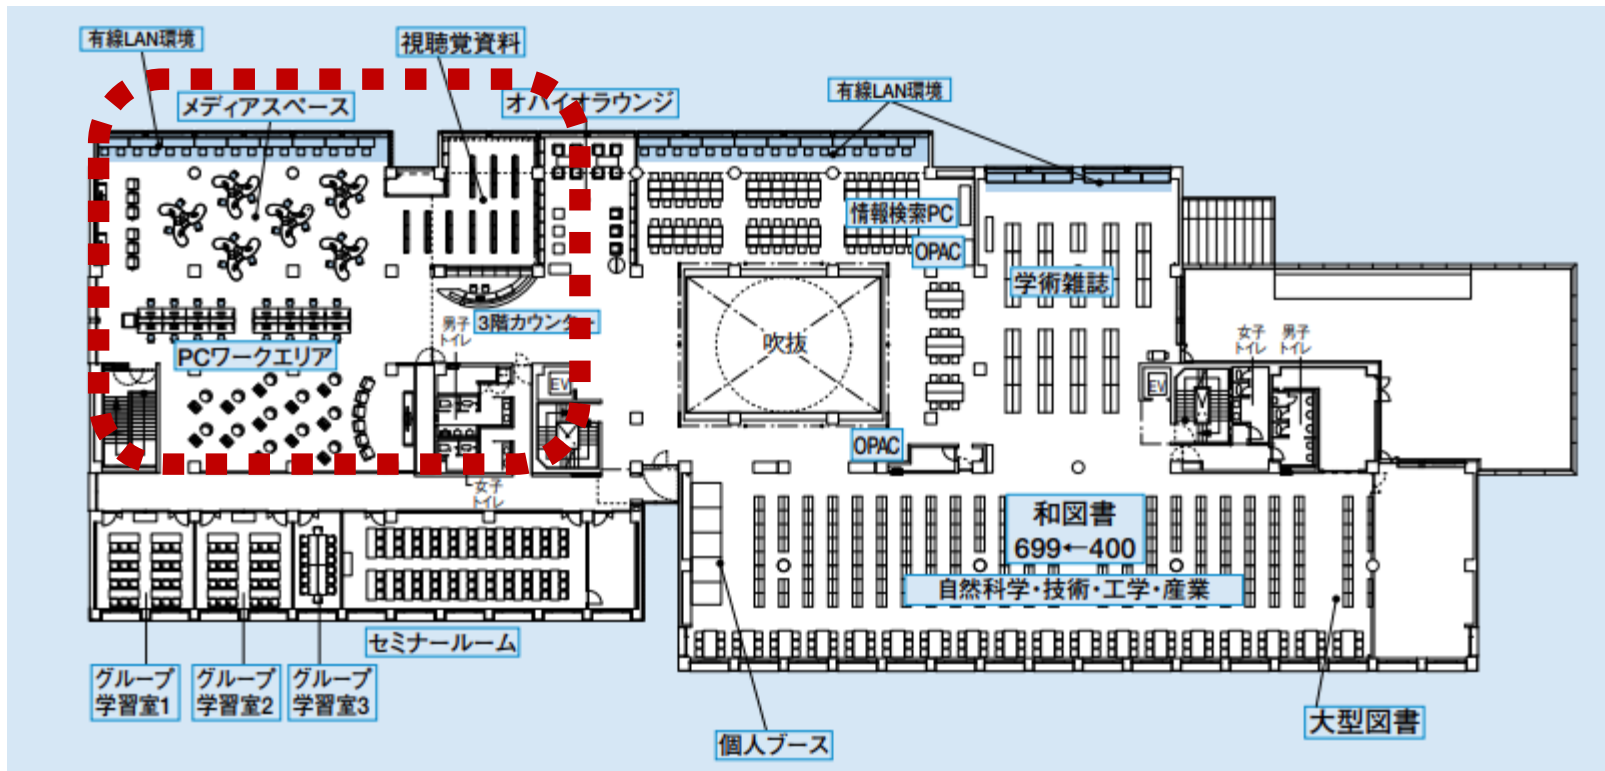 有線LAN環境
視聴覚資料
メディアスペース
オハイオラウンジ
有線LAN環境
情報検索PC
OPAC
学術雑誌
3階カウンター
男子
トイレ
吹抜
女子
トイレ
男子
トイレ
PCワークエリア
EV
EV
OPAC
女子
トイレ
和図書
699←400
自然科学・技術・工学・産業
セミナールーム
グループ
学習室1
グループ
学習室2
グループ
学習室3
個人ブース
大型図書